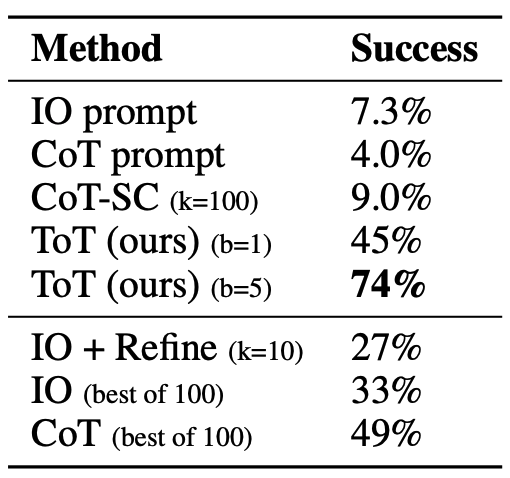 Method Success
IO prompt 7.3%
CoT prompt 4.0%
CoT-SC (k=100) 9.0%
ToT (ours) (b=1) 45%
ToT (ours) (b=5) 74%
IO + Refine (k=10) 27%
IO (best of 100) 33%
CoT (best of 100) 49%